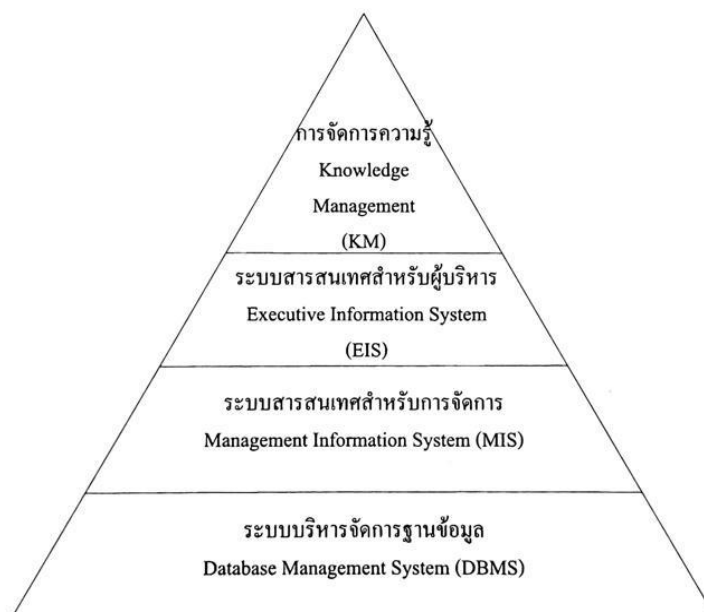 การจัดการความรู้
Knowledge
Management
(KM)
ระบบสารสนเทศสำหรับผู้บริหาร
Executive Information System
(EIS)
ระบบสารสนเทศสำหรับการจัดการ
Management Information System (MIS)
ระบบบริหารจัดการฐานข้อมูล
Database Management System (DBMS)